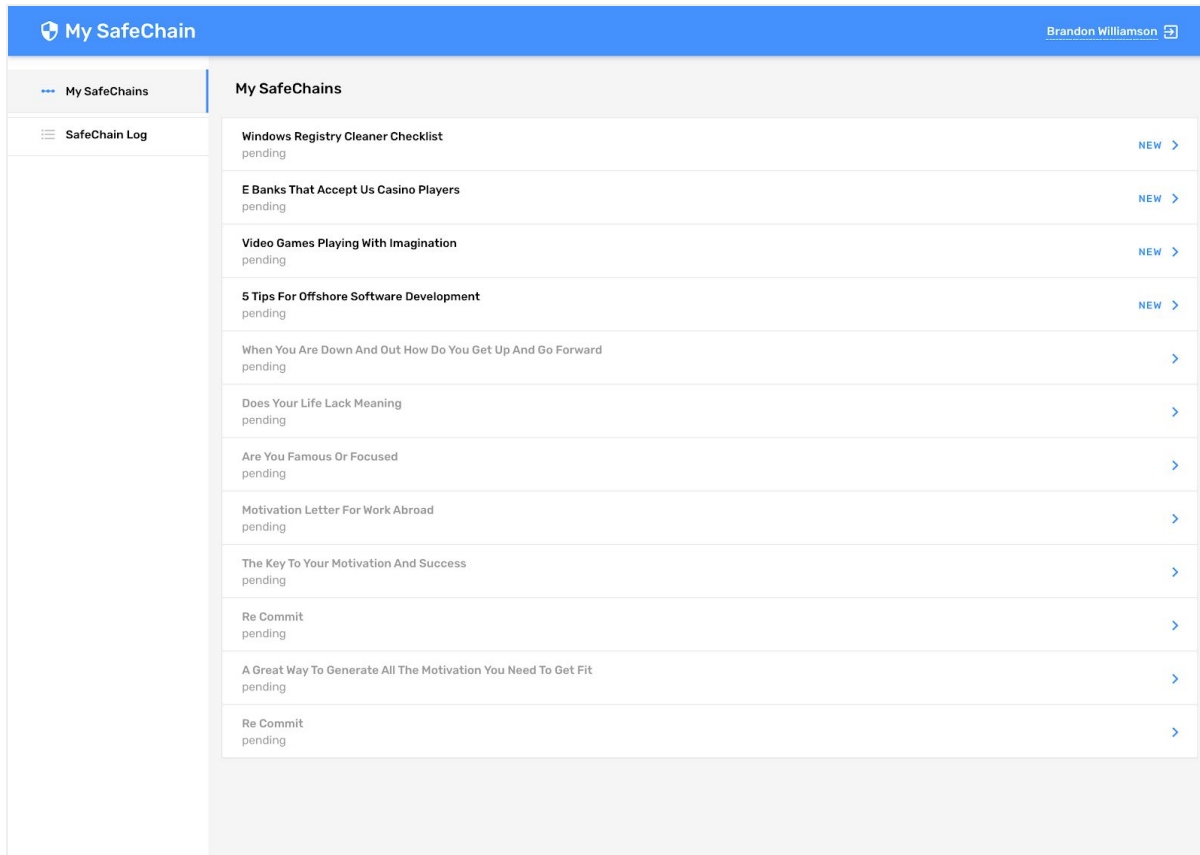 My SafeChain
Brandon Williamson
My SafeChains
SafeChain Log
My SafeChains
Windows Registry Cleaner Checklist
pending
NEW
E Banks That Accept Us Casino Players
pending
NEW
Video Games Playing With Imagination
pending
NEW
5 Tips For Offshore Software Development
pending
NEW
When You Are Down And Out How Do You Get Up And Go Forward
pending
Does Your Life Lack Meaning
pending
Are You Famous Or Focused
pending
Motivation Letter For Work Abroad
pending
The Key To Your Motivation And Success
pending
Re Commit
pending
A Great Way To Generate All The Motivation You Need To Get Fit
pending
Re Commit
pending